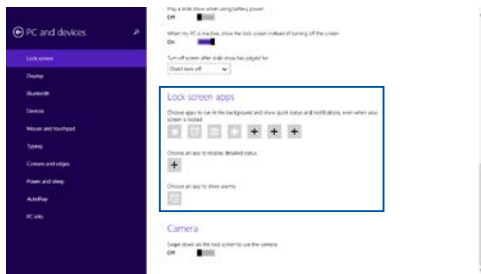 Play a slide show when using battery power
Off
PC and devices
When my PC is inactive, show the lock screen instead of turning off the screen
On
Lock screen
Turn off screen after slide show has played for
Don't turn off
Display
Bluetooth
Lock screen apps
Devices
Choose apps to run in the background and show quick status and notifications, even when your
screen is locked
Mouse and touchpad
Typing
Choose an app to display detailed status
Corners and edges
Power and sleep
Choose an app to show alarms
AutoPlay
PC info
Camera
Swipe down on the lock screen to use the camera
Off